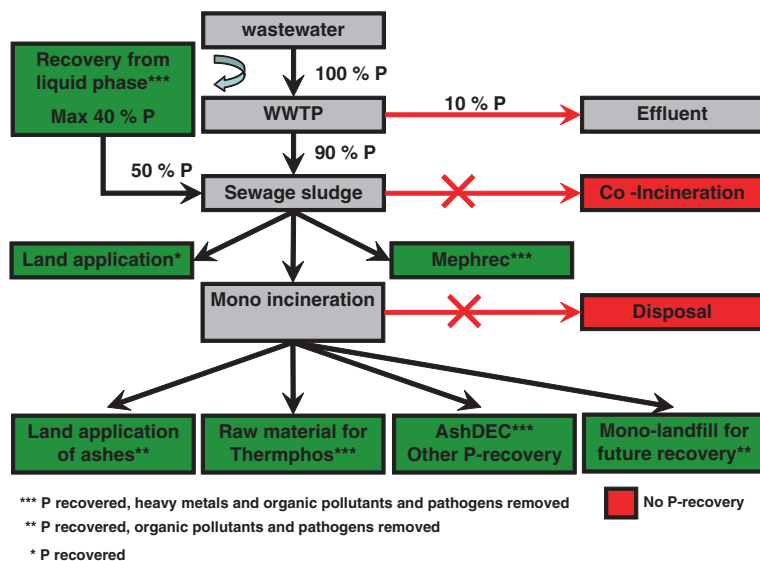 wastewater
Recovery from
liquid phase***
Max 40 % P
100 % P
WWTP
10 % P
Effluent
90 % P
50 % P
Sewage sludge
Co -Incineration
Land application*
Mephrec***
Mono incineration
Disposal
Land application
of ashes**
Raw material for
Thermphos***
AshDEC***
Other P-recovery
Mono-landfill for
future recovery**
*** P recovered, heavy metals and organic pollutants and pathogens removed
No P-recovery
** P recovered, organic pollutants and pathogens removed
* P recovered